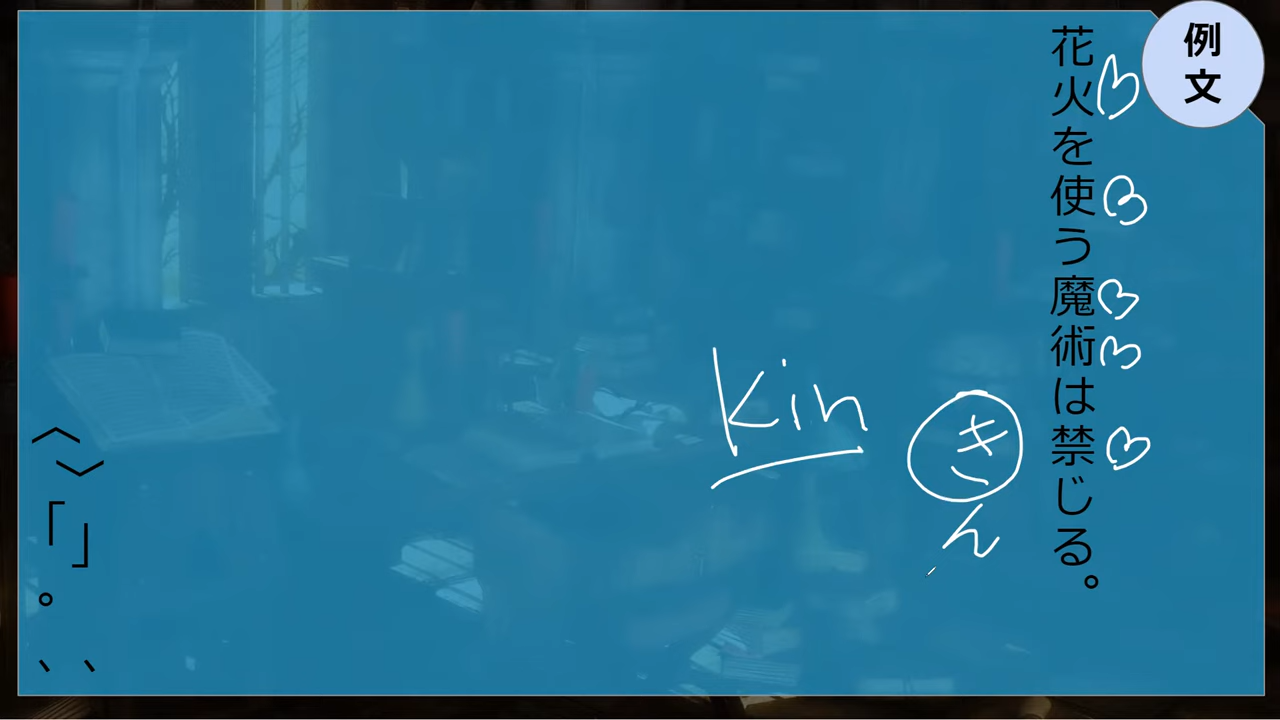 例文
花火を使う魔術は禁じる。
きん
kin
〈〉「」。、、